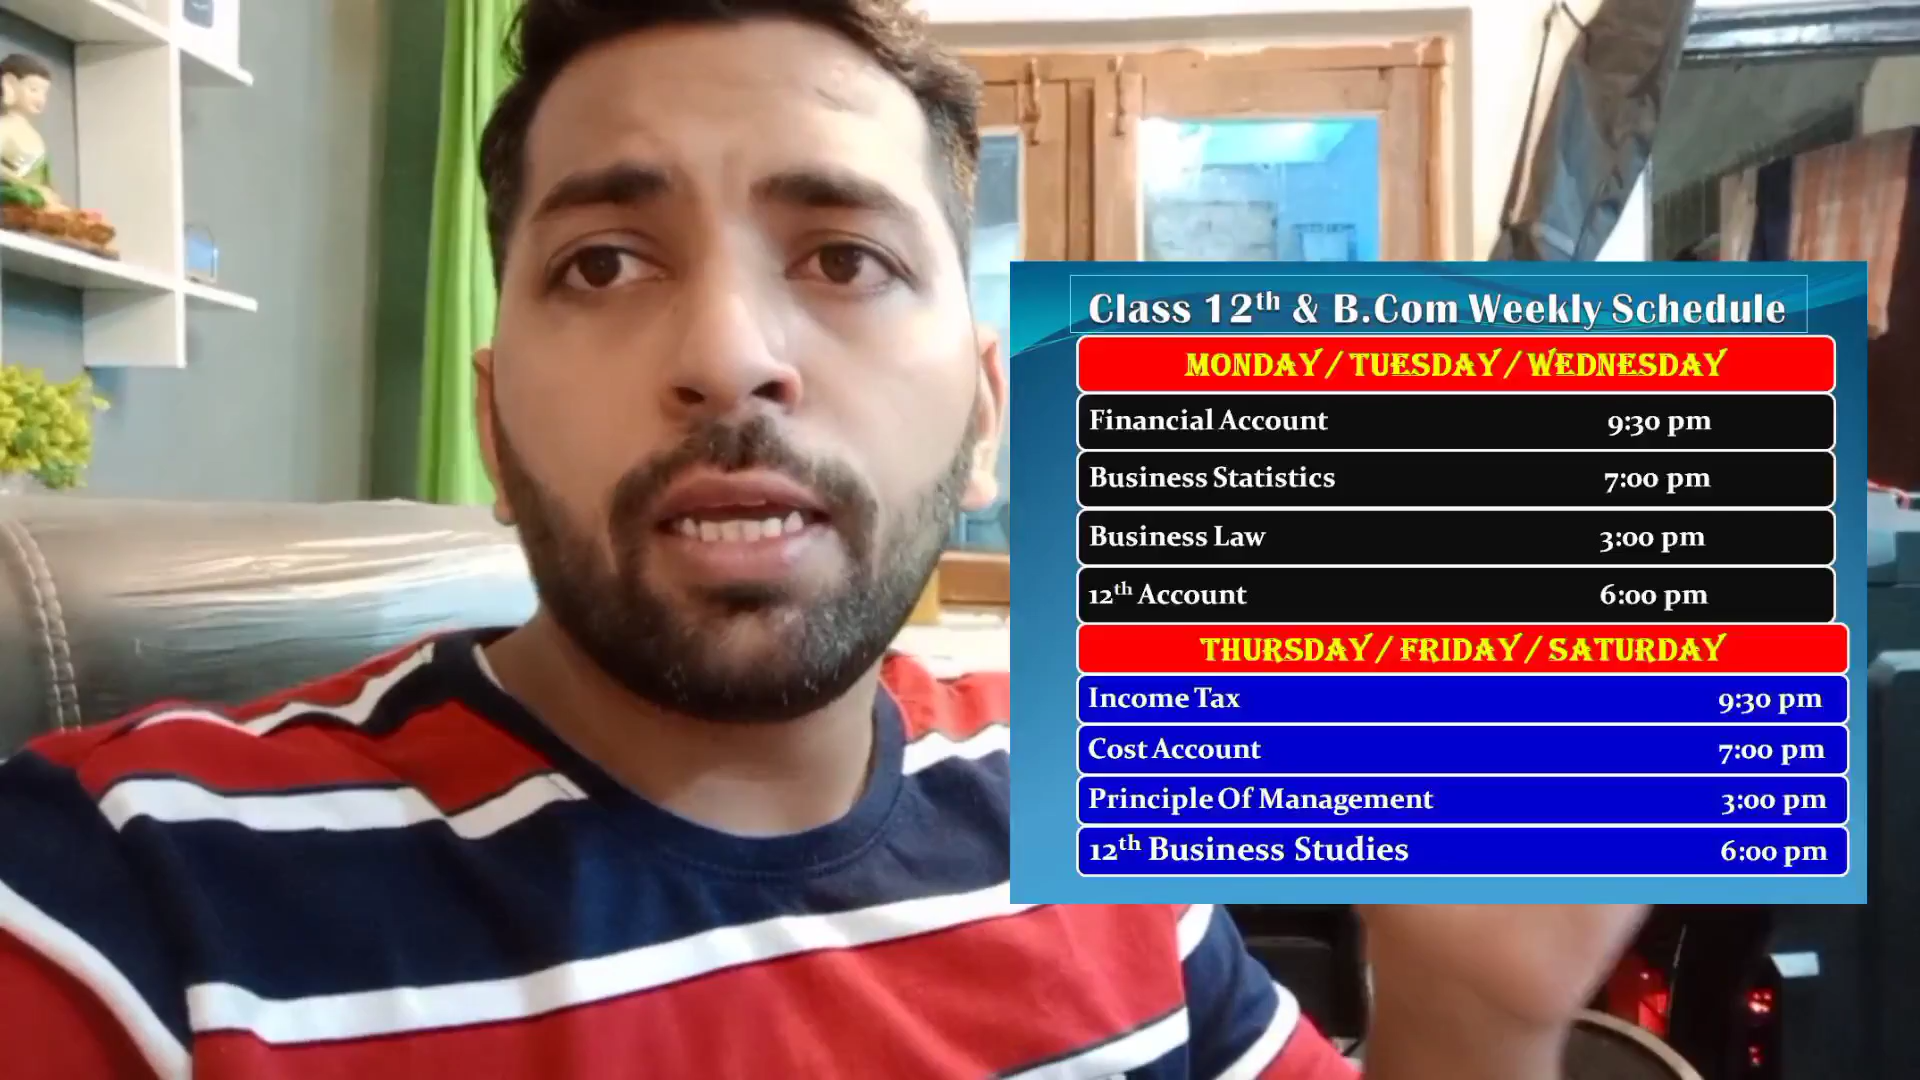 Class 12th & B.Com Weekly Schedule
MONDAY / TUESDAY / WEDNESDAY
Financial Account 9:30 pm
Business Statistics 7:00 pm
Business Law 3:00 pm
12th Account 6:00 pm
THURSDAY / FRIDAY / SATURDAY
Income Tax 9:30 pm
Cost Account 7:00 pm
Principle Of Management 3:00 pm
12th Business Studies 6:00 pm